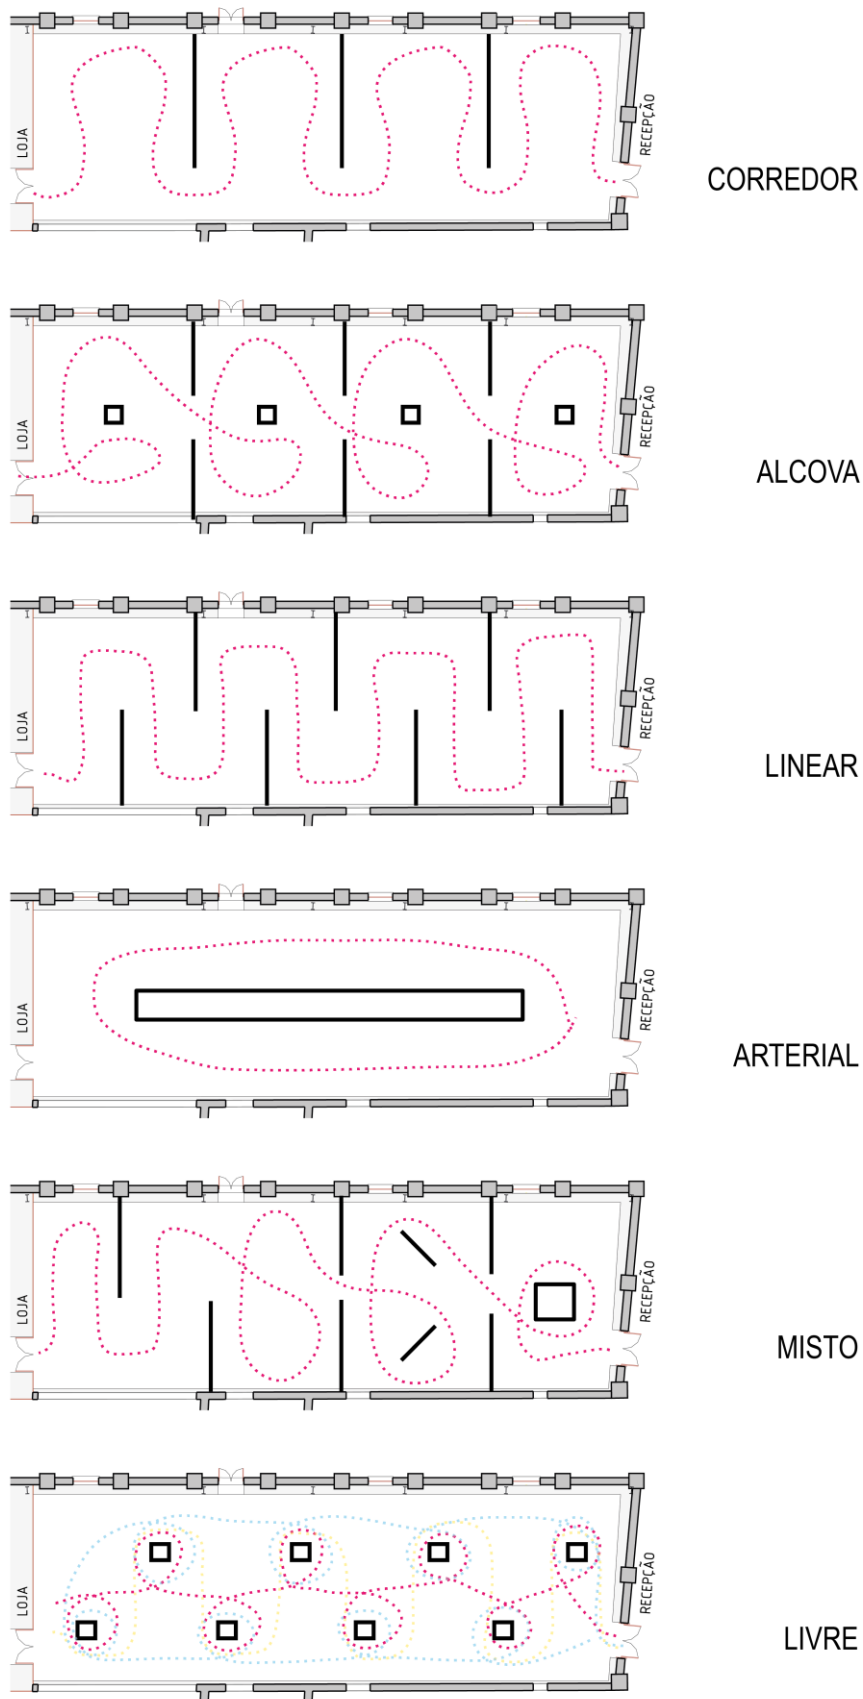 LOJA
RECEPÇÃO
CORREDOR
LOJA
RECEPÇÃO
ALCOVA
LOJA
RECEPÇÃO
LINEAR
LOJA
RECEPÇÃO
ARTERIAL
LOJA
RECEPÇÃO
MISTO
LOJA
RECEPÇÃO
LIVRE